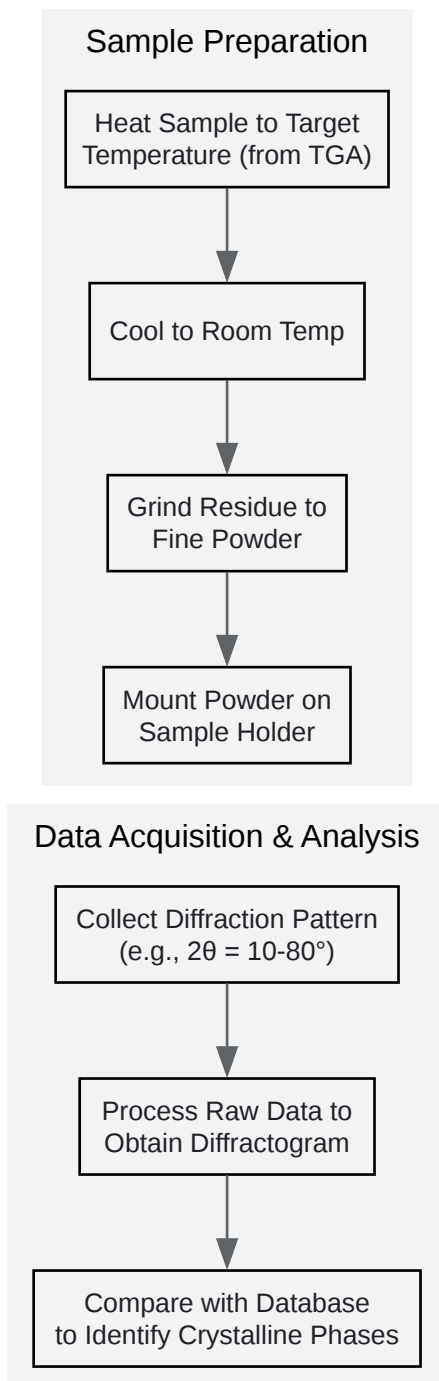 Sample Preparation
Heat Sample to Target
Temperature (from TGA)
Cool to Room Temp
Grind Residue to
Fine Powder
Mount Powder on
Sample Holder
Data Acquisition & Analysis
Collect Diffraction Pattern
(e.g., 2θ = 10-80°)
Process Raw Data to
Obtain Diffractogram
Compare with Database
to Identify Crystalline Phases